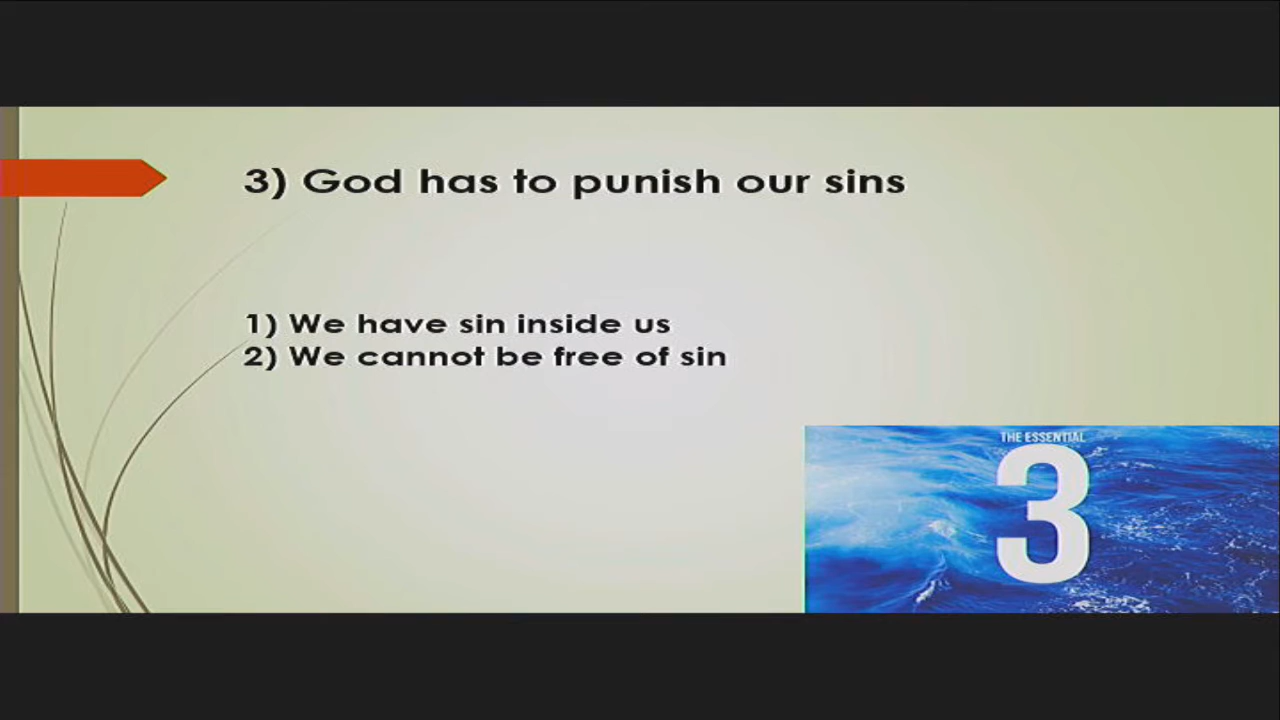 3) God has to punish our sins
1) We have sin inside us
2) We cannot be free of sin
THE ESSENTIAL
3